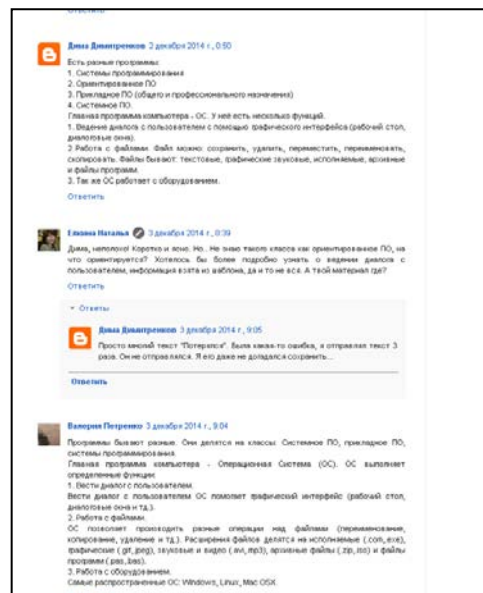 Ответить
Дима Димитренков 2 декабря 2014 г., 0:50
Есть разные программы:
1. Системы программирования
2. Ориентированное ПО
3. Прикладное ПО (общего и профессионального назначения)
4. Системное ПО.
Главная программа компьютера - ОС. У неё есть несколько функций.
1. Ведение диалога с пользователем с помощью графического интерфейса (рабочий стол,
диалоговые окна).
2 Работа с файлами. Файл можно: сохранить, удалить, переместить, переименовать,
скопировать. Файлы бывают: текстовые, графические звуковые, исполняемые, архивные
и файлы программ.
3. Так же ОС работает с оборудованием.
Ответить
Елизна Наталья 3 декабря 2014 г., 8:39
Дима, неплохо! Коротко и ясно. Но.. Не знаю такого класса как ориентированное ПО, на
что ориентируется? Хотелось бы более подробно узнать о ведении диалога с
пользователем, информация взята из шаблона, да и то не вся. А твой материал где?
Ответить
Ответы
Дима Димитренков 3 декабря 2014 г., 9:05
Просто многий текст "Потерялся". Была какая-то ошибка, я отправлял текст 3
раза. Он не отправлялся. Я его даже не догадался сохранить...
Ответить
Валерия Петренко 3 декабря 2014 г., 9:04
Программы бывают разные. Они делятся на классы: Системное ПО, прикладное ПО,
системы программирования.
Главная программа компьютера - Операционная Система (ОС). ОС выполняет
определенные функции:
1. Вести диалог с пользователем.
Вести диалог с пользователем ОС помогает графический интерфейс (рабочий стол,
диалоговые окна и тд.).
2. Работа с файлами.
ОС позволяет производить разные операции над файлами (переименование,
копирование, удаление и тд.). Расширения файлов делятся на исполняемые (.com,.exe),
графические (.gif,.jpeg), звуковые и видео (.avi,.mp3), архивные файлы (.zip,.iso) и файлы
программ (.pas,.bas).
3. Работа с оборудованием.
Самые распространенные ОС: Windows, Linux, Mac OSX.